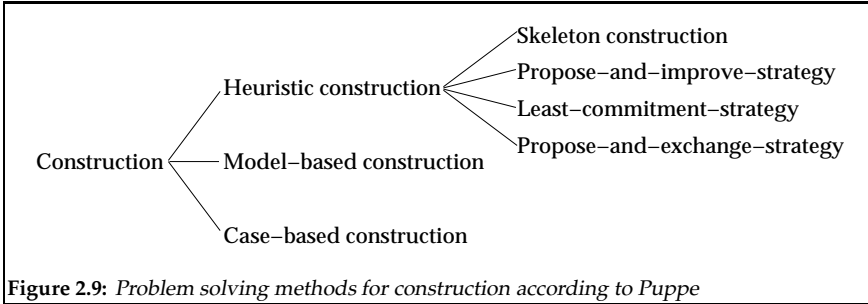 Skeleton construction
Propose−and−improve−strategy
Heuristic construction
Least−commitment−strategy
Propose−and−exchange−strategy
Construction
Model−based construction
Case−based construction
Figure 2.9: Problem solving methods for construction according to Puppe